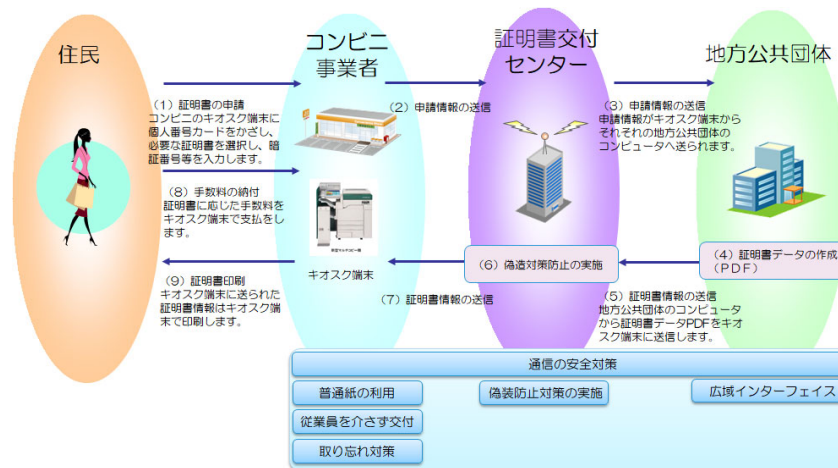 住民
コンビニ
事業者
証明書交付
センター
地方公共団体
(1) 証明書の申請
コンビニのキオスク端末に
個人番号カードをかざし、
必要な証明書を選択し、暗
証番号等を入力します。
(2) 申請情報の送信
(3) 申請情報の送信
申請情報がキオスク端末から
それぞれの地方公共団体の
コンピュータへ送られます。
(8) 手数料の納付
証明書に応じた手数料を
キオスク端末で支払をし
ます。
キオスク端末
(4) 証明書データの作成
(PDF)
(6) 偽造対策防止の実施
(9) 証明書印刷
キオスク端末に送られた
証明書情報はキオスク端
末で印刷します。
(7) 証明書情報の送信
(5) 証明書情報の送信
地方公共団体のコンピュータ
から証明書データPDFをキオ
スク端末に送信します。
通信の安全対策
普通紙の利用
偽装防止対策の実施
広域インターフェイス
従業員を介さず交付
取り忘れ対策